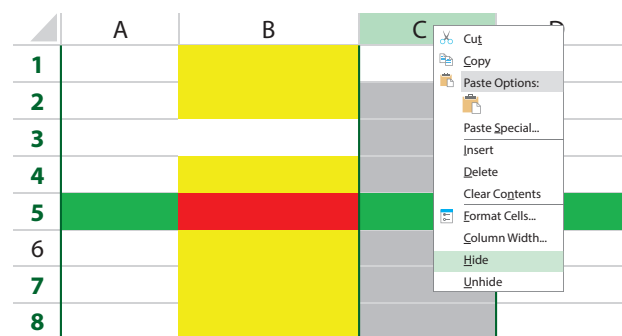 A B C
1
2
3
4
5
6
7
8
Cut
Copy
Paste Options:
Paste Special...
Insert
Delete
Clear Contents
Format Cells...
Column Width...
Hide
Unhide